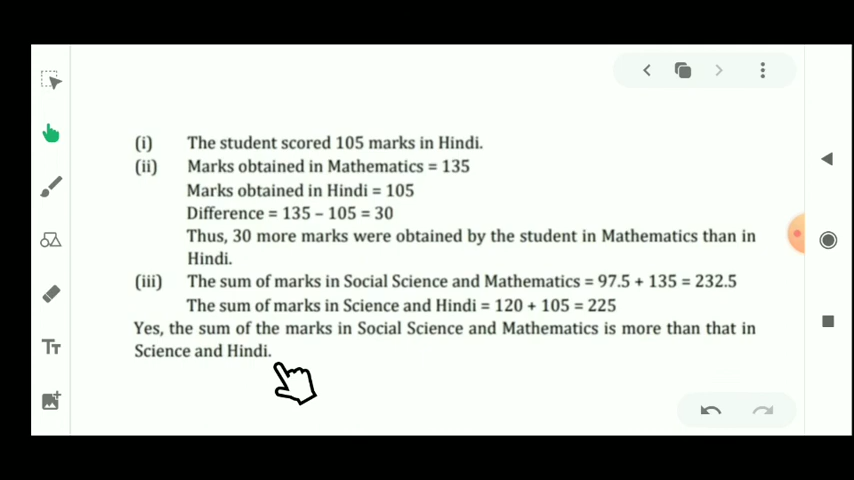 (i) The student scored 105 marks in Hindi.
(ii) Marks obtained in Mathematics = 135
Marks obtained in Hindi = 105
Difference = 135 – 105 = 30
Thus, 30 more marks were obtained by the student in Mathematics than in
Hindi.
(iii) The sum of marks in Social Science and Mathematics = 97.5 + 135 = 232.5
The sum of marks in Science and Hindi = 120 + 105 = 225
Yes, the sum of the marks in Social Science and Mathematics is more than that in
Science and Hindi.
TT